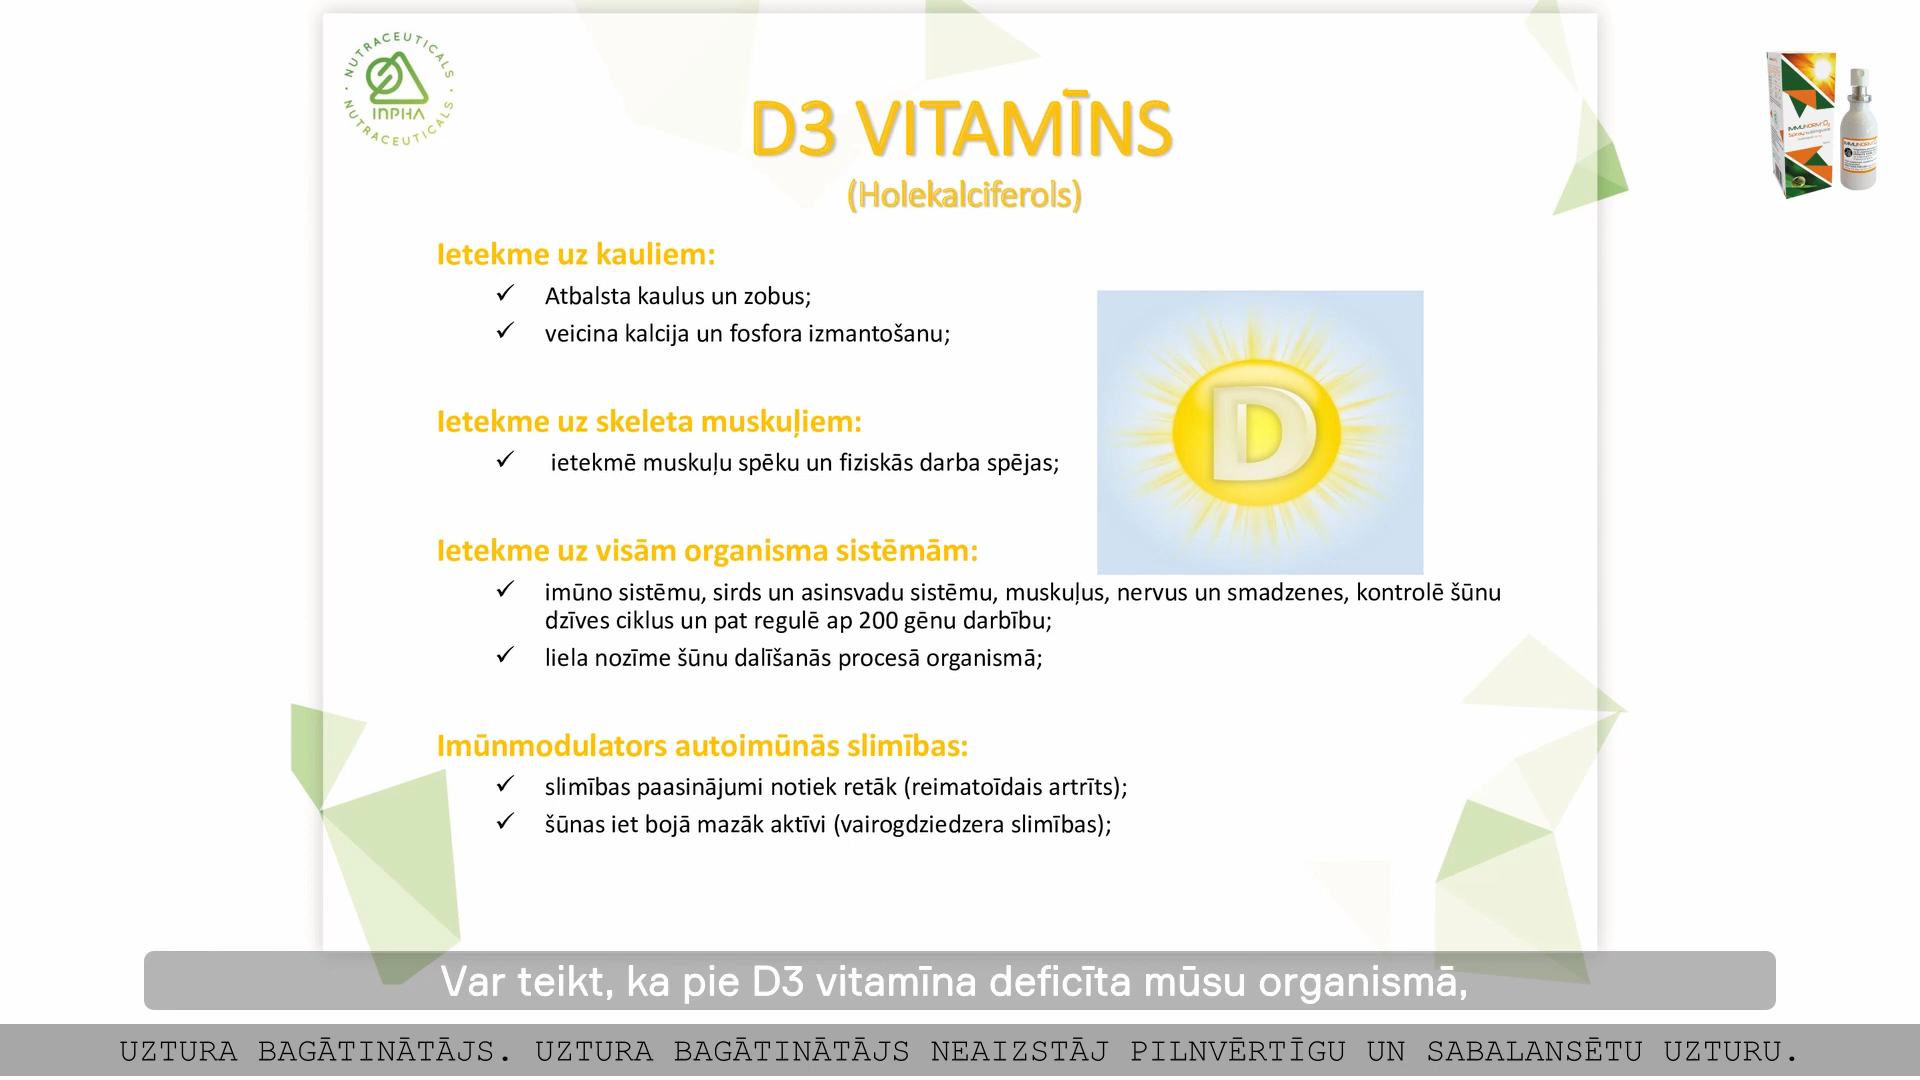 NUTRACEUTICALS
INPHA
NUTRACEUTICALS
D3 VITAMĪNS
(Holekalciferols)
Ietekme uz kauliem:
✓ Atbalsta kaulus un zobus;
✓ veicina kalcija un fosfora izmantošanu;
Ietekme uz skeleta muskuļiem:
✓ ietekmē muskuļu spēku un fiziskās darba spējas;
D
Ietekme uz visām organisma sistēmām:
✓ imūno sistēmu, sirds un asinsvadu sistēmu, muskuļus, nervus un smadzenes, kontrolē šūnu
dzīves ciklus un pat regulē ap 200 gēnu darbību;
✓ liela nozīme šūnu dalīšanās procesā organismā;
Imūnmodulators autoimūnās slimības:
✓ slimības paasinājumi notiek retāk (reimatoīdais artrīts);
✓ šūnas iet bojā mazāk aktīvi (vairogdziedzera slimības);
Var teikt, ka pie D3 vitamīna deficīta mūsu organismā,
UZTURA BAGĀTINĀTĀJS. UZTURA BAGĀTINĀTĀJS NEAIZSTĀJ PILNVĒRTĪGU UN SABALANSĒTU UZTURU.